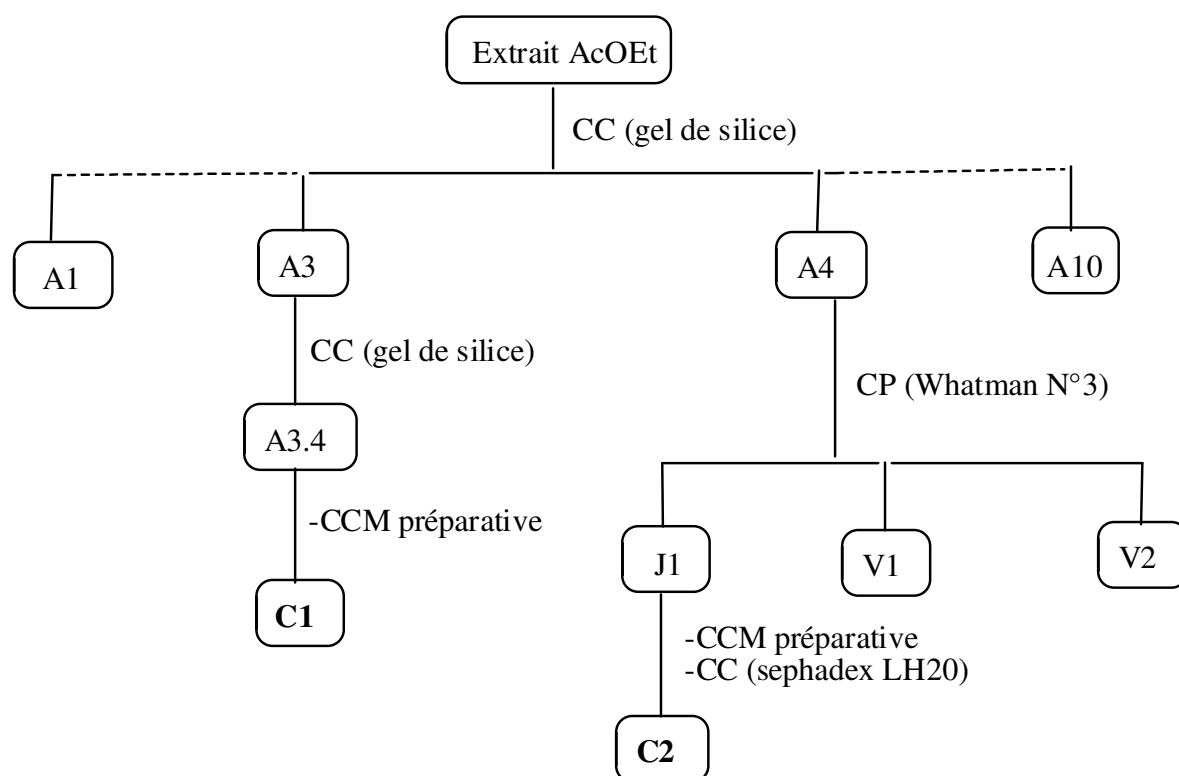 Extrait AcOEt
CC (gel de silice)
A1
A3
A4
A10
CC (gel de silice)
CP (Whatman N°3)
A3.4
-CCM préparative
J1
V1
V2
C1
-CCM préparative
-CC (sephadex LH20)
C2